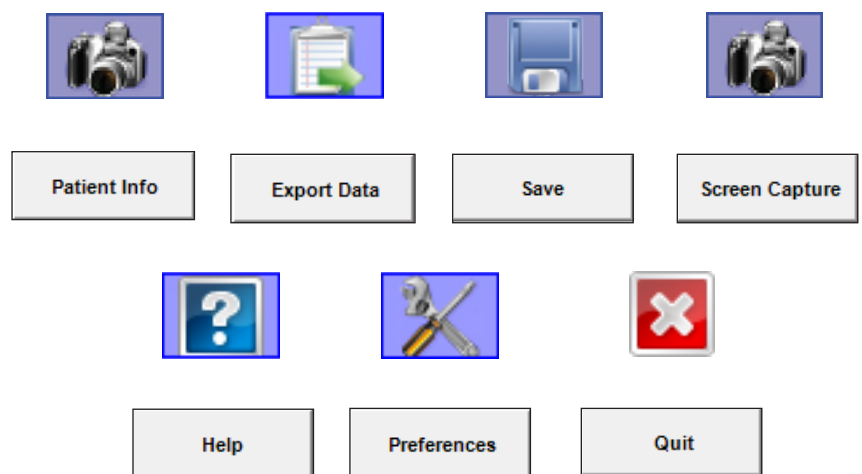 Patient Info
Export Data
Save
Screen Capture
?
Help
Preferences
Quit